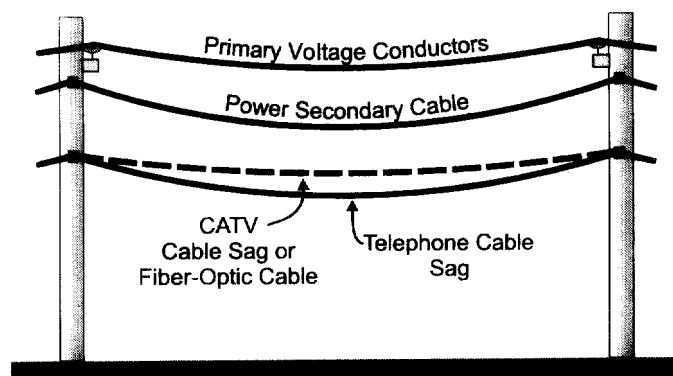 Primary Voltage Conductors
Power Secondary Cable
CATV
Cable Sag or
Fiber-Optic Cable
Telephone Cable
Sag